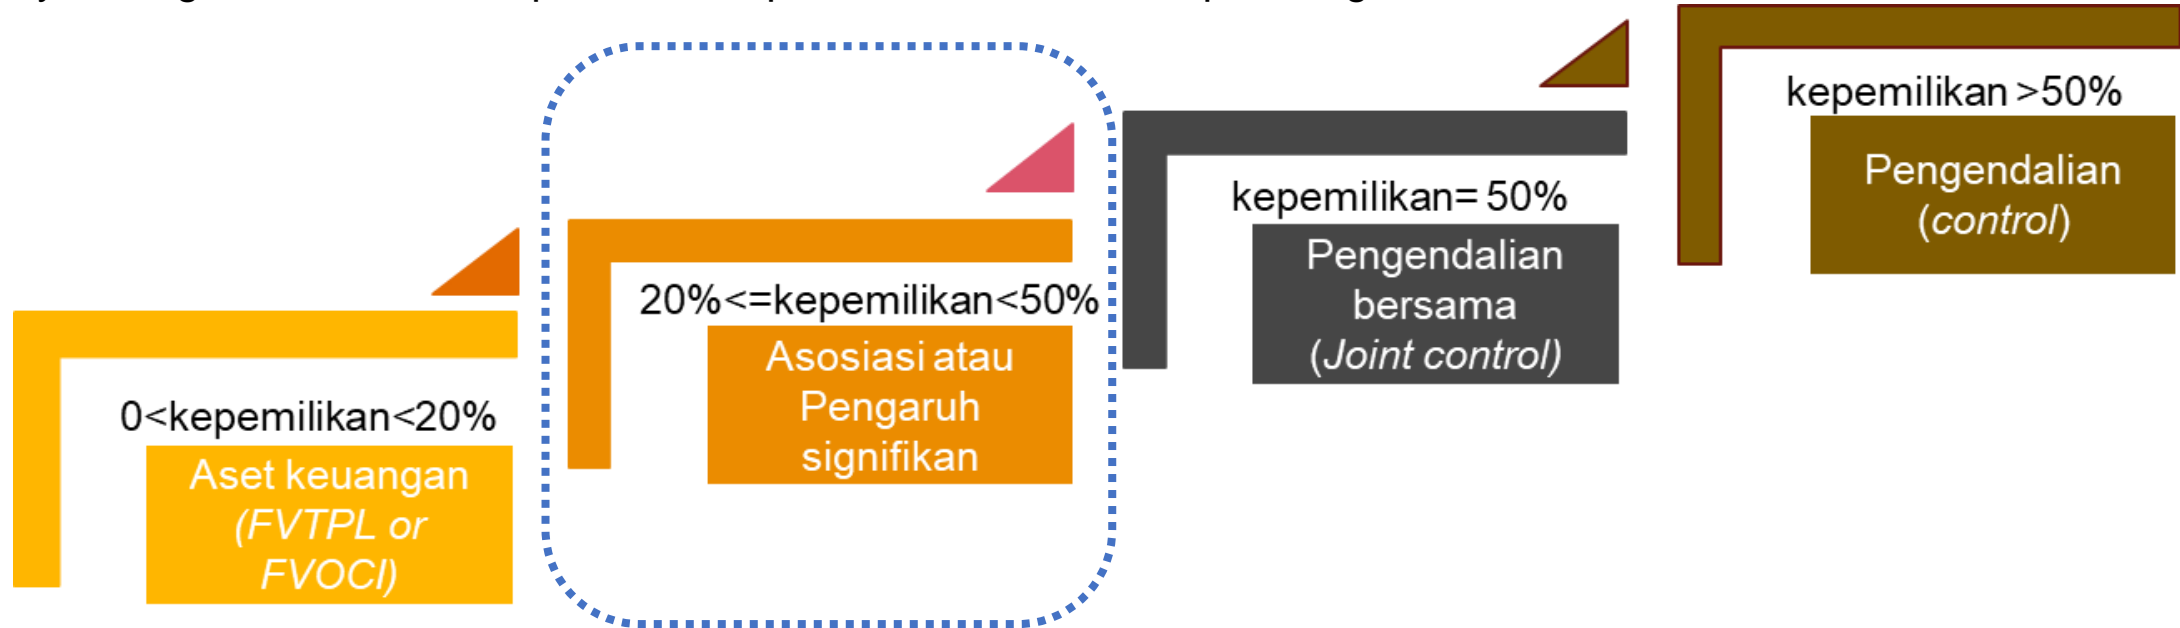 0<kepemilikan<20%
Aset keuangan
(FVTPL or
FVOCI)
20%<=kepemilikan<50%
Asosiasi atau
Pengaruh
signifikan
kepemilikan= 50%
Pengendalian
bersama
(Joint control)
kepemilikan >50%
Pengendalian
(control)